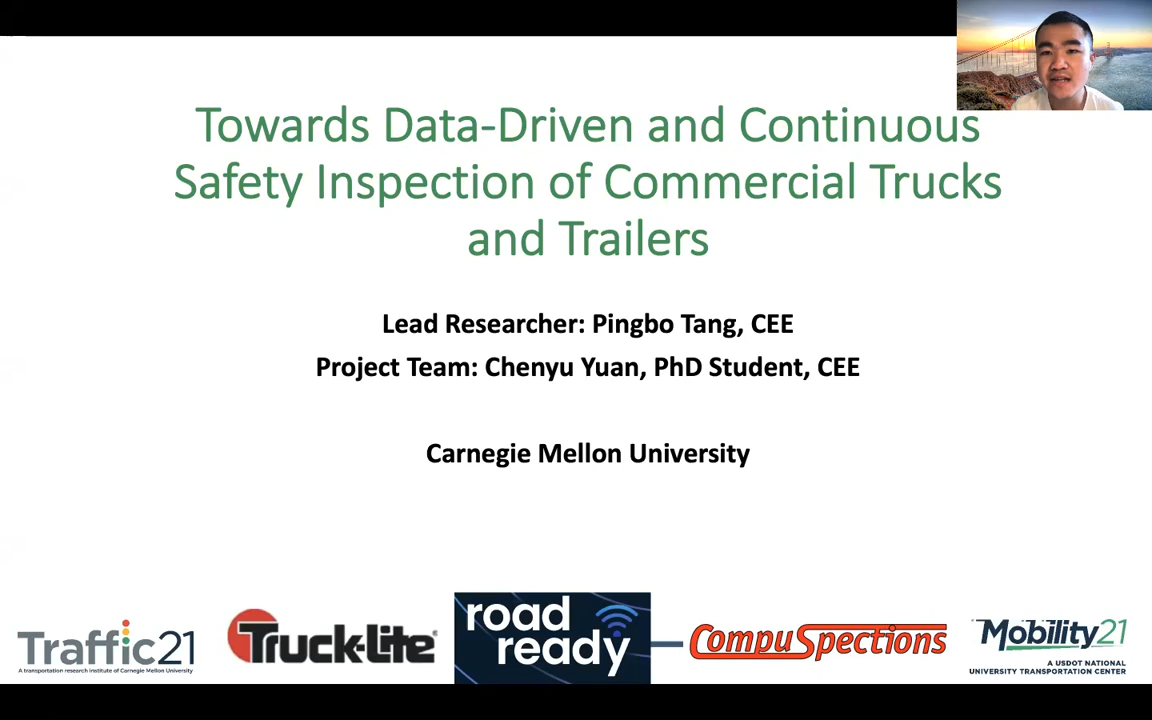 Towards Data-Driven and Continuous
Safety Inspection of Commercial Trucks
and Trailers
Lead Researcher: Pingbo Tang, CEE
Project Team: Chenyu Yuan, PhD Student, CEE
Carnegie Mellon University
Traffic21
A transportation research institute of Carnegie Mellon University
Truck-Lite®
road
ready
CompuSpections
Mobility21
A USDOT NATIONAL
UNIVERSITY TRANSPORTATION CENTER